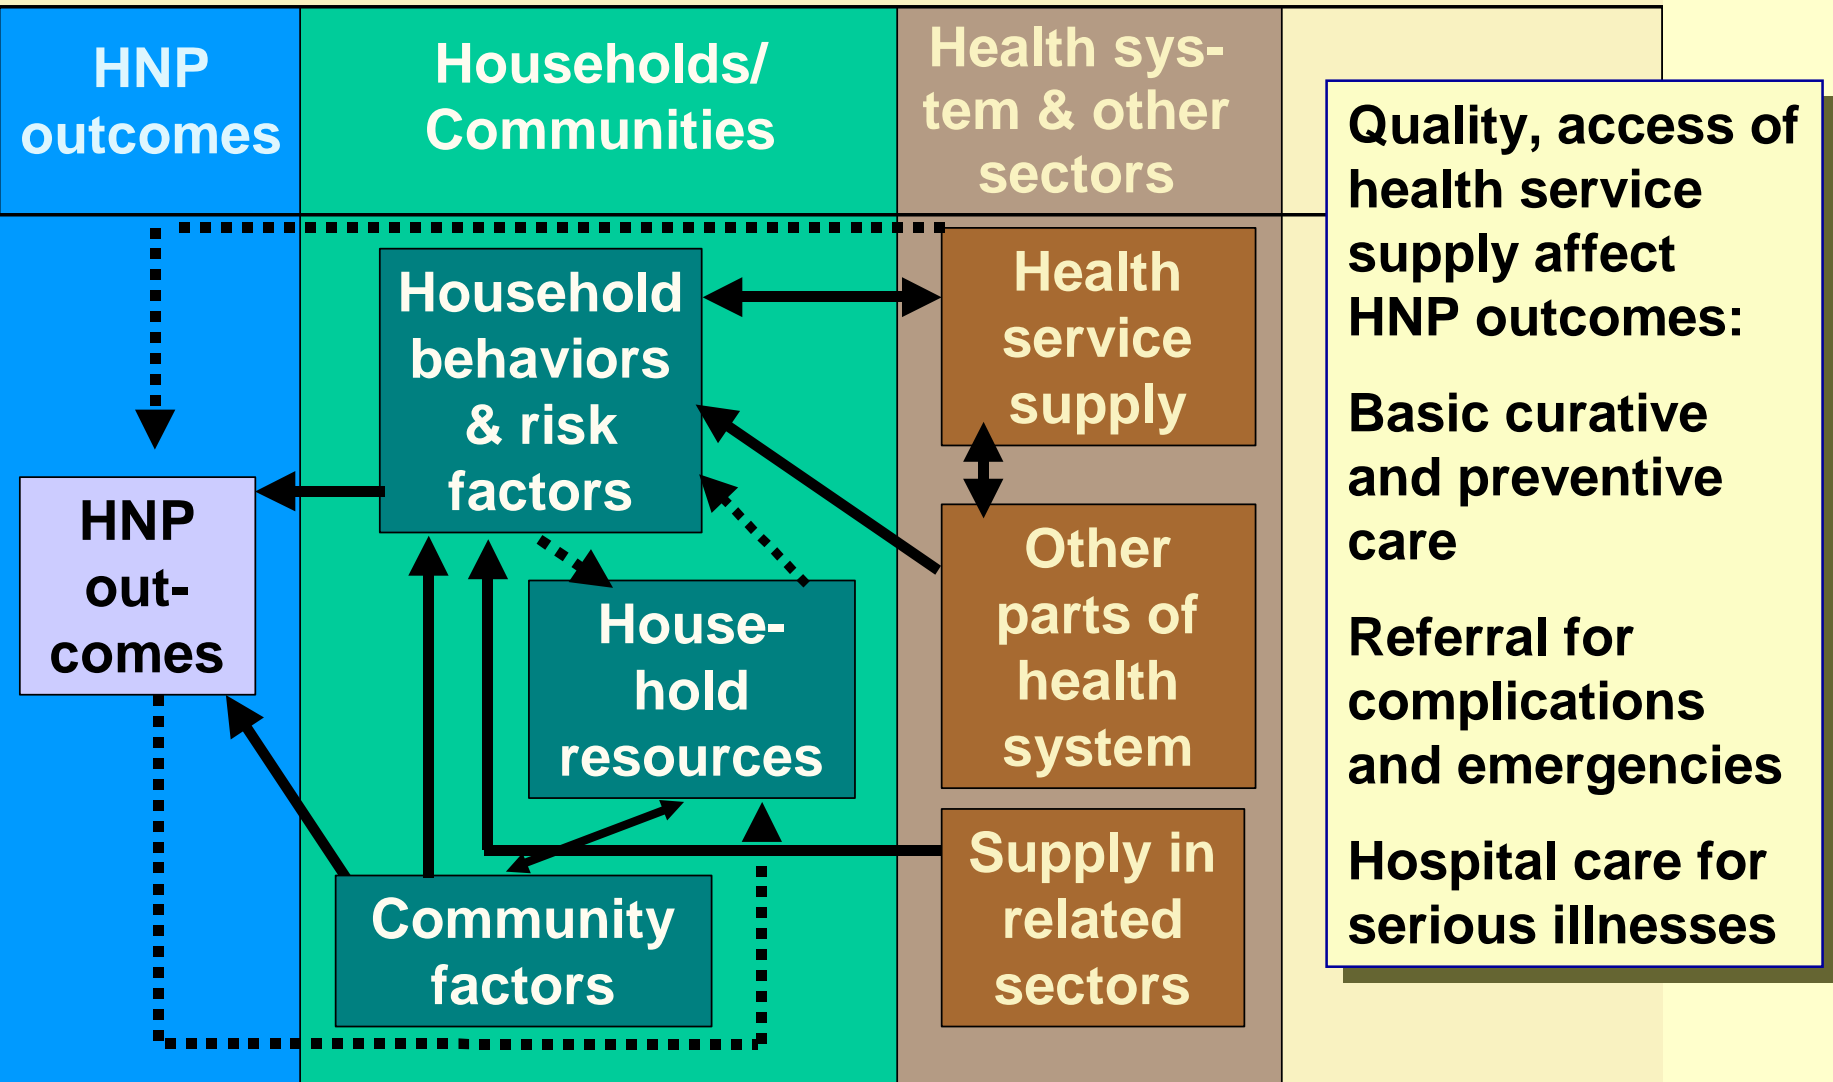 HNP
outcomes
Households/
Communities
Health sys-
tem & other
sectors
Quality, access of
health service
supply affect
HNP outcomes:
Basic curative
and preventive
care
Referral for
complications
and emergencies
Hospital care for
serious illnesses
Household
behaviors
& risk
factors
Health
service
supply
HNP
out-
comes
House-
hold
resources
Other
parts of
health
system
Community
factors
Supply in
related
sectors